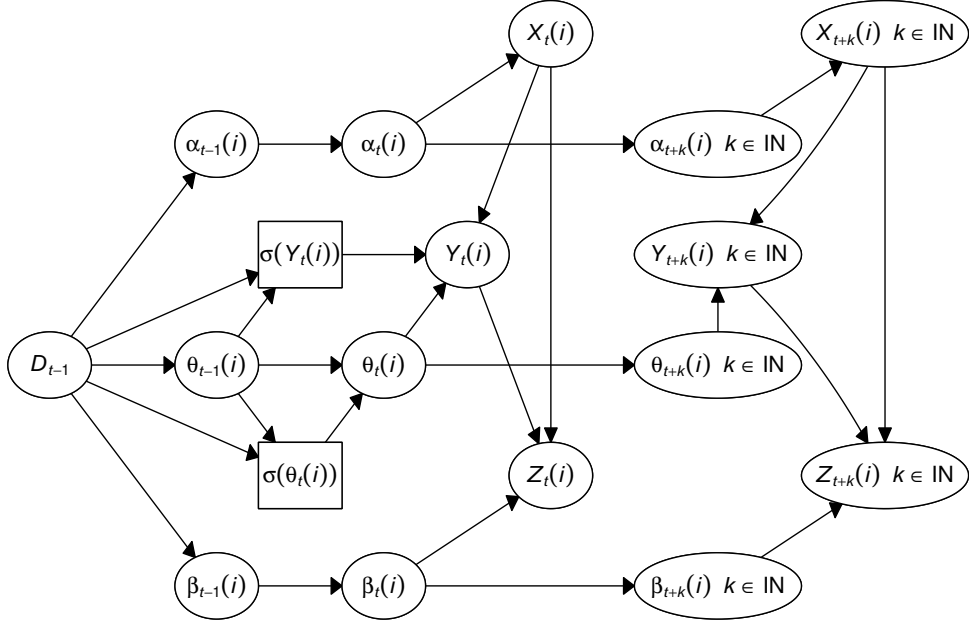 X_t(i)
X_{t+k}(i) k ∈ IN
α_{t−1}(i)
α_t(i)
α_{t+k}(i) k ∈ IN
σ(Y_t(i))
Y_t(i)
Y_{t+k}(i) k ∈ IN
D_{t−1}
θ_{t−1}(i)
θ_t(i)
θ_{t+k}(i) k ∈ IN
σ(θ_t(i))
Z_t(i)
Z_{t+k}(i) k ∈ IN
β_{t−1}(i)
β_t(i)
β_{t+k}(i) k ∈ IN